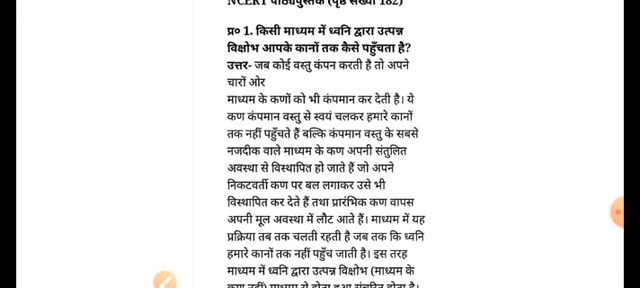 NCERT पाठ्यपुस्तक (पृष्ठ संख्या 182)
प्र० 1. किसी माध्यम में ध्वनि द्वारा उत्पन्न
विक्षोभ आपके कानों तक कैसे पहुँचता है?
उत्तर- जब कोई वस्तु कंपन करती है तो अपने
चारों ओर
माध्यम के कणों को भी कंपमान कर देती है। ये
कण कंपमान वस्तु से स्वयं चलकर हमारे कानों
तक नहीं पहुँचते हैं बल्कि कंपमान वस्तु के सबसे
नजदीक वाले माध्यम के कण अपनी संतुलित
अवस्था से विस्थापित हो जाते हैं जो अपने
निकटवर्ती कण पर बल लगाकर उसे भी
विस्थापित कर देते हैं तथा प्रारंभिक कण वापस
अपनी मूल अवस्था में लौट आते हैं। माध्यम में यह
प्रक्रिया तब तक चलती रहती है जब तक कि ध्वनि
हमारे कानों तक नहीं पहुँच जाती है। इस तरह
माध्यम में ध्वनि द्वारा उत्पन्न विक्षोभ (माध्यम के
कण नहीं) माध्यम से होता हुआ संचरित होता है।